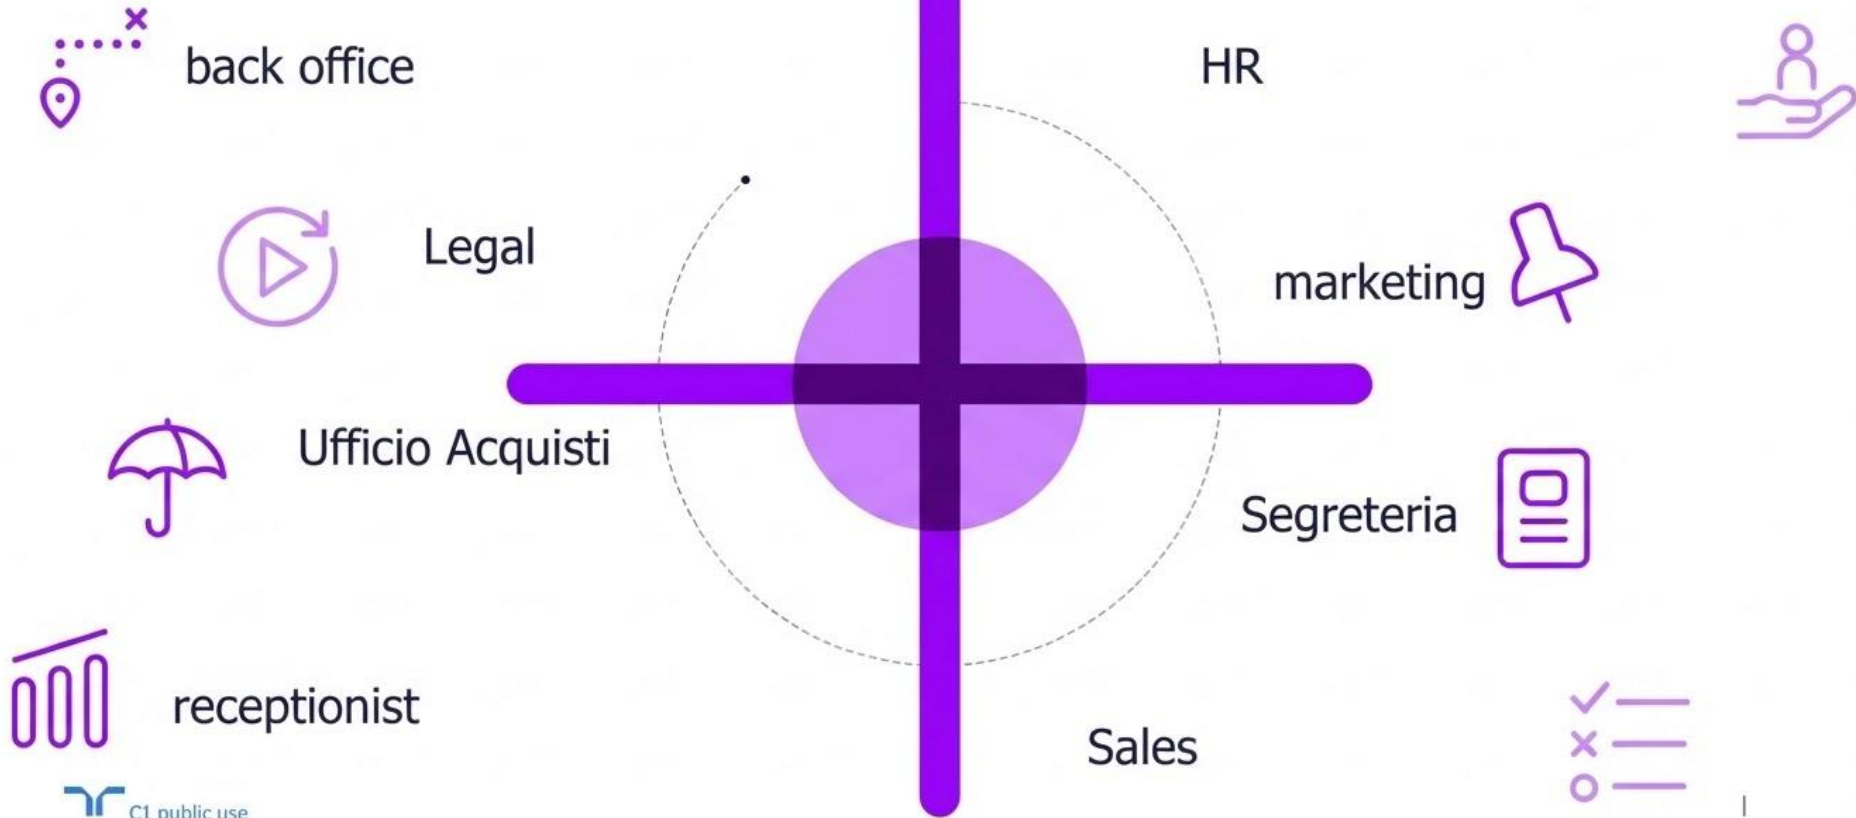 back office
HR
Legal
marketing
Ufficio Acquisti
Segreteria
receptionist
Sales
C1 public use